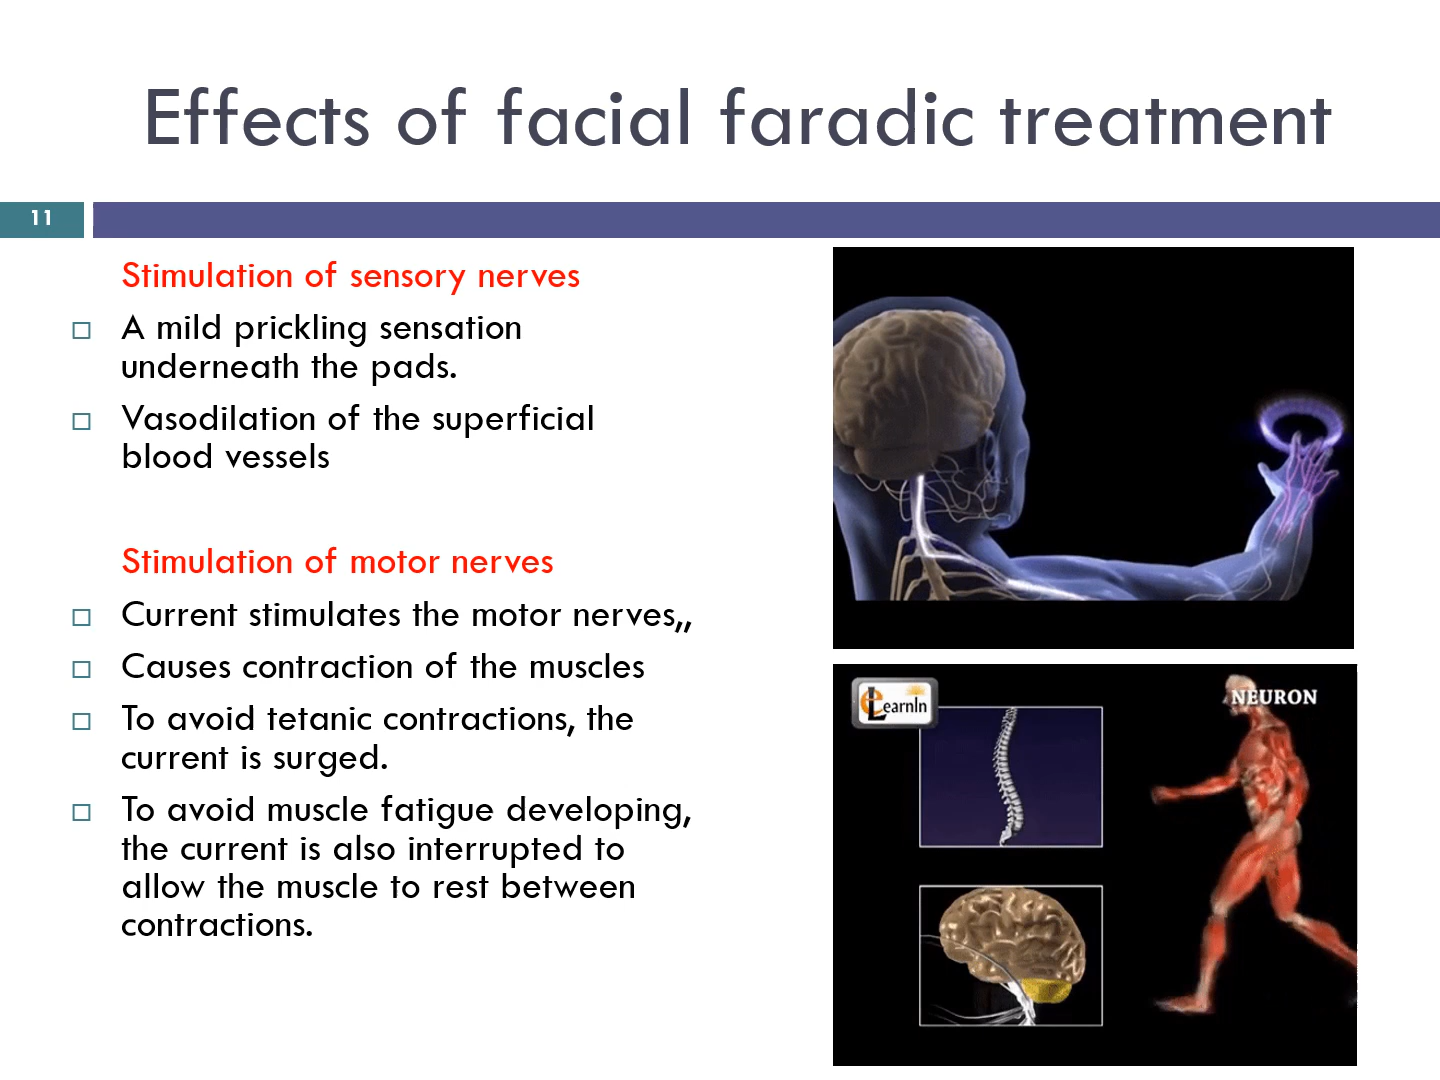 Effects of facial faradic treatment
11
Stimulation of sensory nerves
A mild prickling sensation
underneath the pads.
Vasodilation of the superficial
blood vessels
Stimulation of motor nerves
Current stimulates the motor nerves,,
Causes contraction of the muscles
To avoid tetanic contractions, the
current is surged.
To avoid muscle fatigue developing,
the current is also interrupted to
allow the muscle to rest between
contractions.
eLearnIn
NEURON